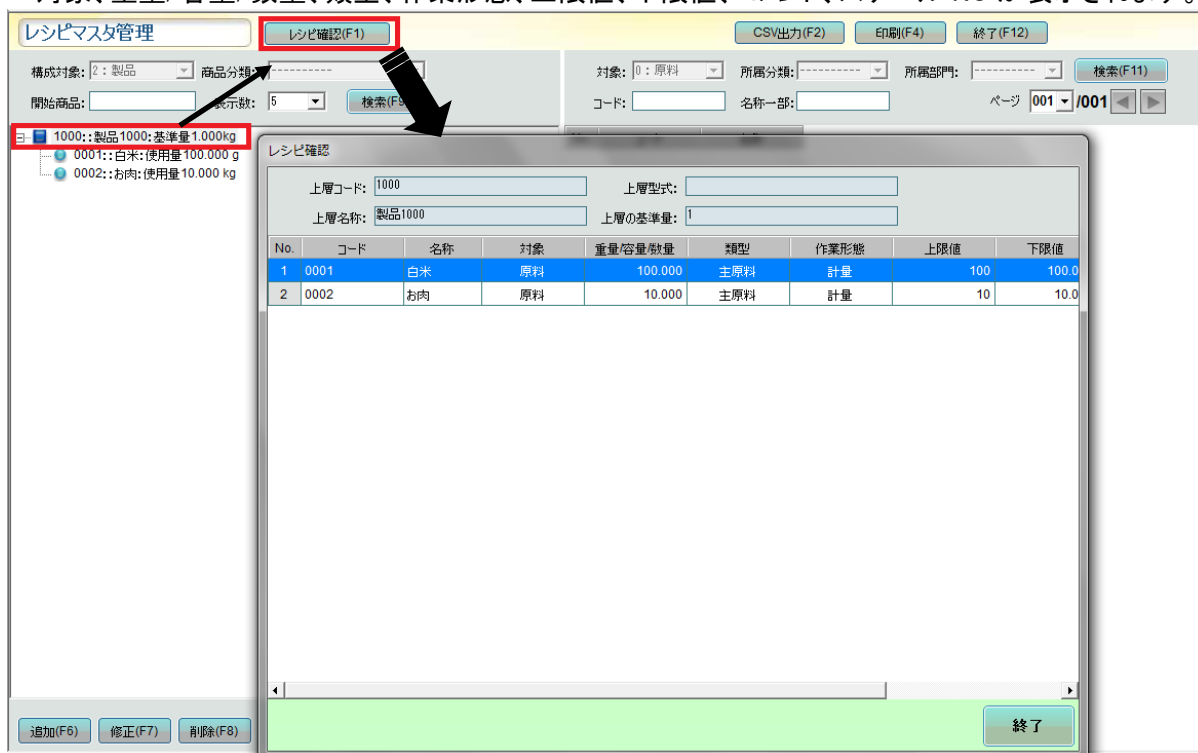 レシピマスタ管理 レシピ確認(F1) CSV出力(F2) 印刷(F4) 終了(F12)
構成対象: 2：製品 商品分類: ---------- 対象: 0：原料 所属分類: ---------- 所属部門: ---------- 検索(F11)
開始商品: 表示数: 5 検索(F9 コード: 名称一部: ページ 001 /001
1000::製品1000:基準量1.000kg
0001::白米:使用量100.000 g
0002::お肉:使用量10.000 kg
レシピ確認
上層コード: 1000 上層型式:
上層名称: 製品1000 上層の基準量: 1
No. コード 名称 対象 重量/容量/数量 類型 作業形態 上限値 下限値
1 0001 白米 原料 100.000 主原料 計量 100 100.0
2 0002 お肉 原料 10.000 主原料 計量 10 10.0
終了
追加(F6) 修正(F7) 削除(F8)